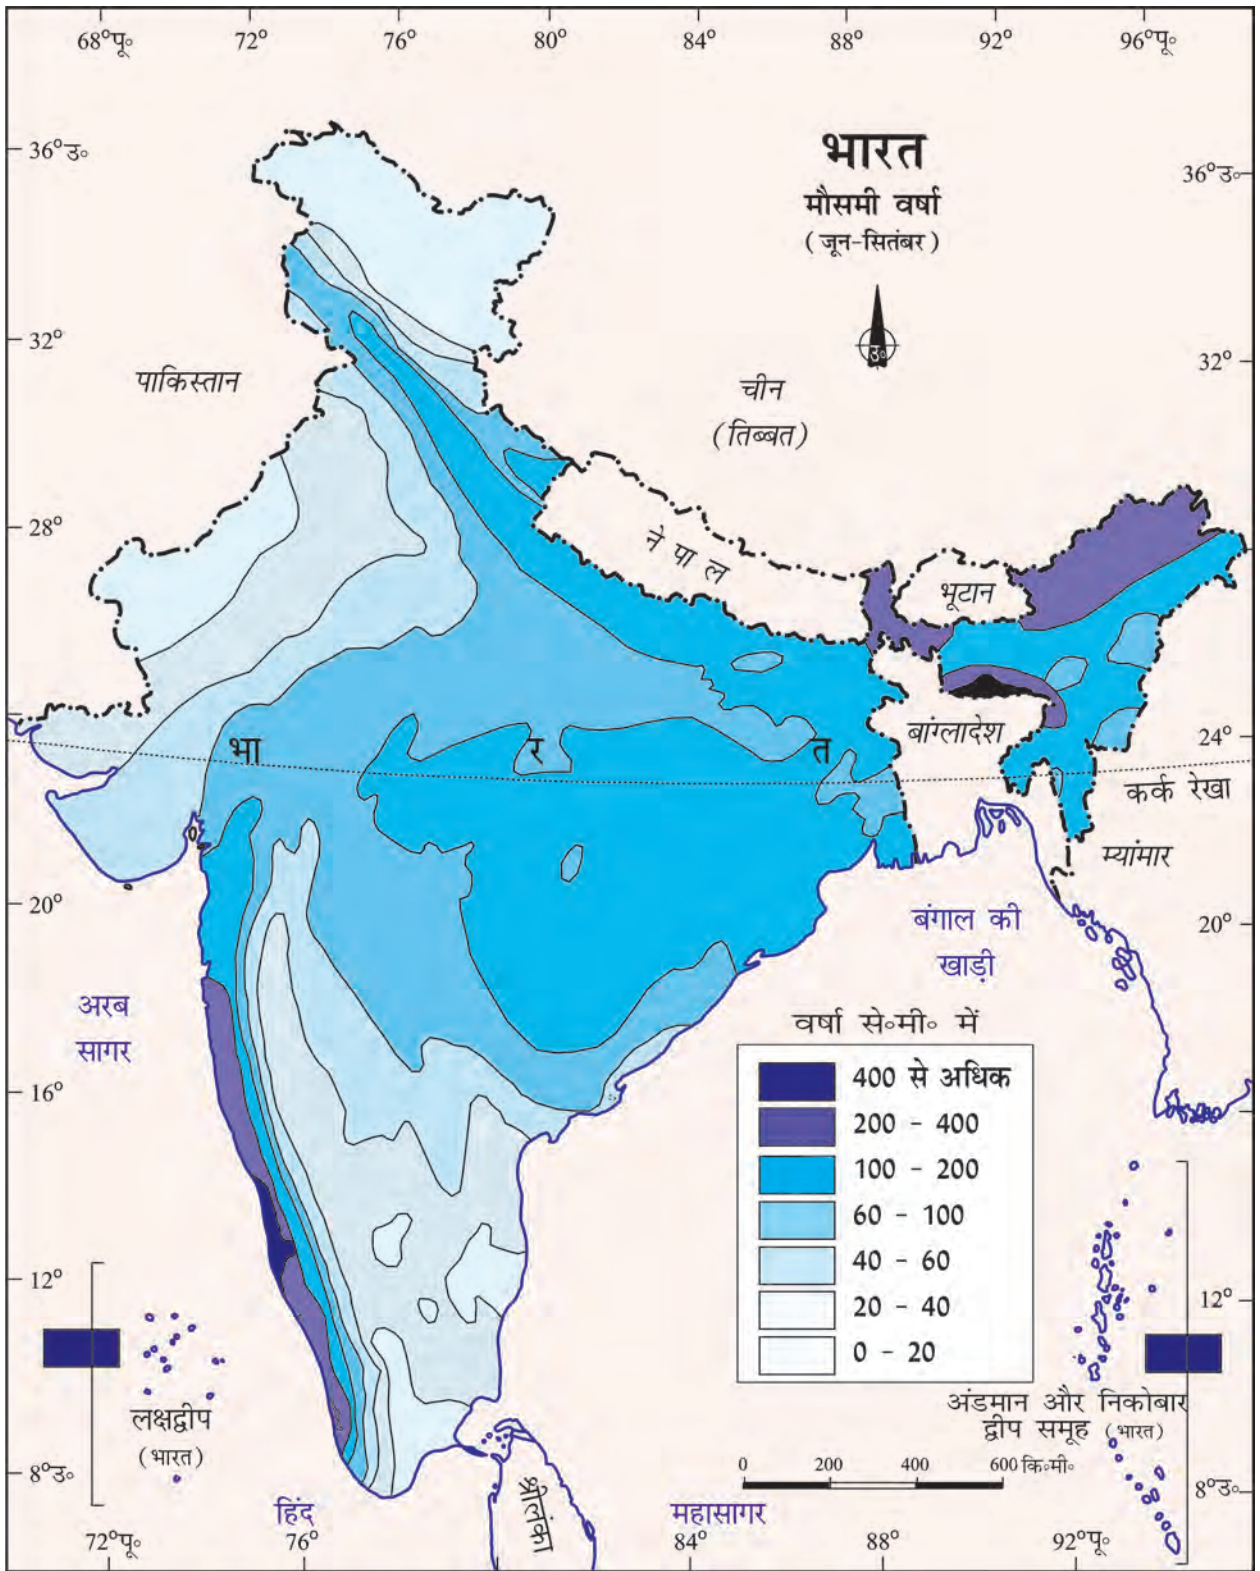 68°पू॰ 72° 76° 80° 84° 88° 92° 96°पू॰
भारत
मौसमी वर्षा
(जून-सितंबर)
36°उ॰
36°उ॰
उ॰
32°
32°
पाकिस्तान
चीन
(तिब्बत)
28°
नेपाल
भूटान
भा र त
बांग्लादेश
24°
कर्क रेखा
म्यांमार
20°
20°
बंगाल की
खाड़ी
अरब
सागर
वर्षा से॰मी॰ में
400 से अधिक
200 - 400
100 - 200
60 - 100
40 - 60
20 - 40
0 - 20
16°
12°
12°
लक्षद्वीप
(भारत)
अंडमान और निकोबार
द्वीप समूह (भारत)
0 200 400 600 कि॰मी॰
8°उ॰
8°उ॰
श्रीलंका
हिंद महासागर
72°पू॰ 76° 84° 88° 92°पू॰